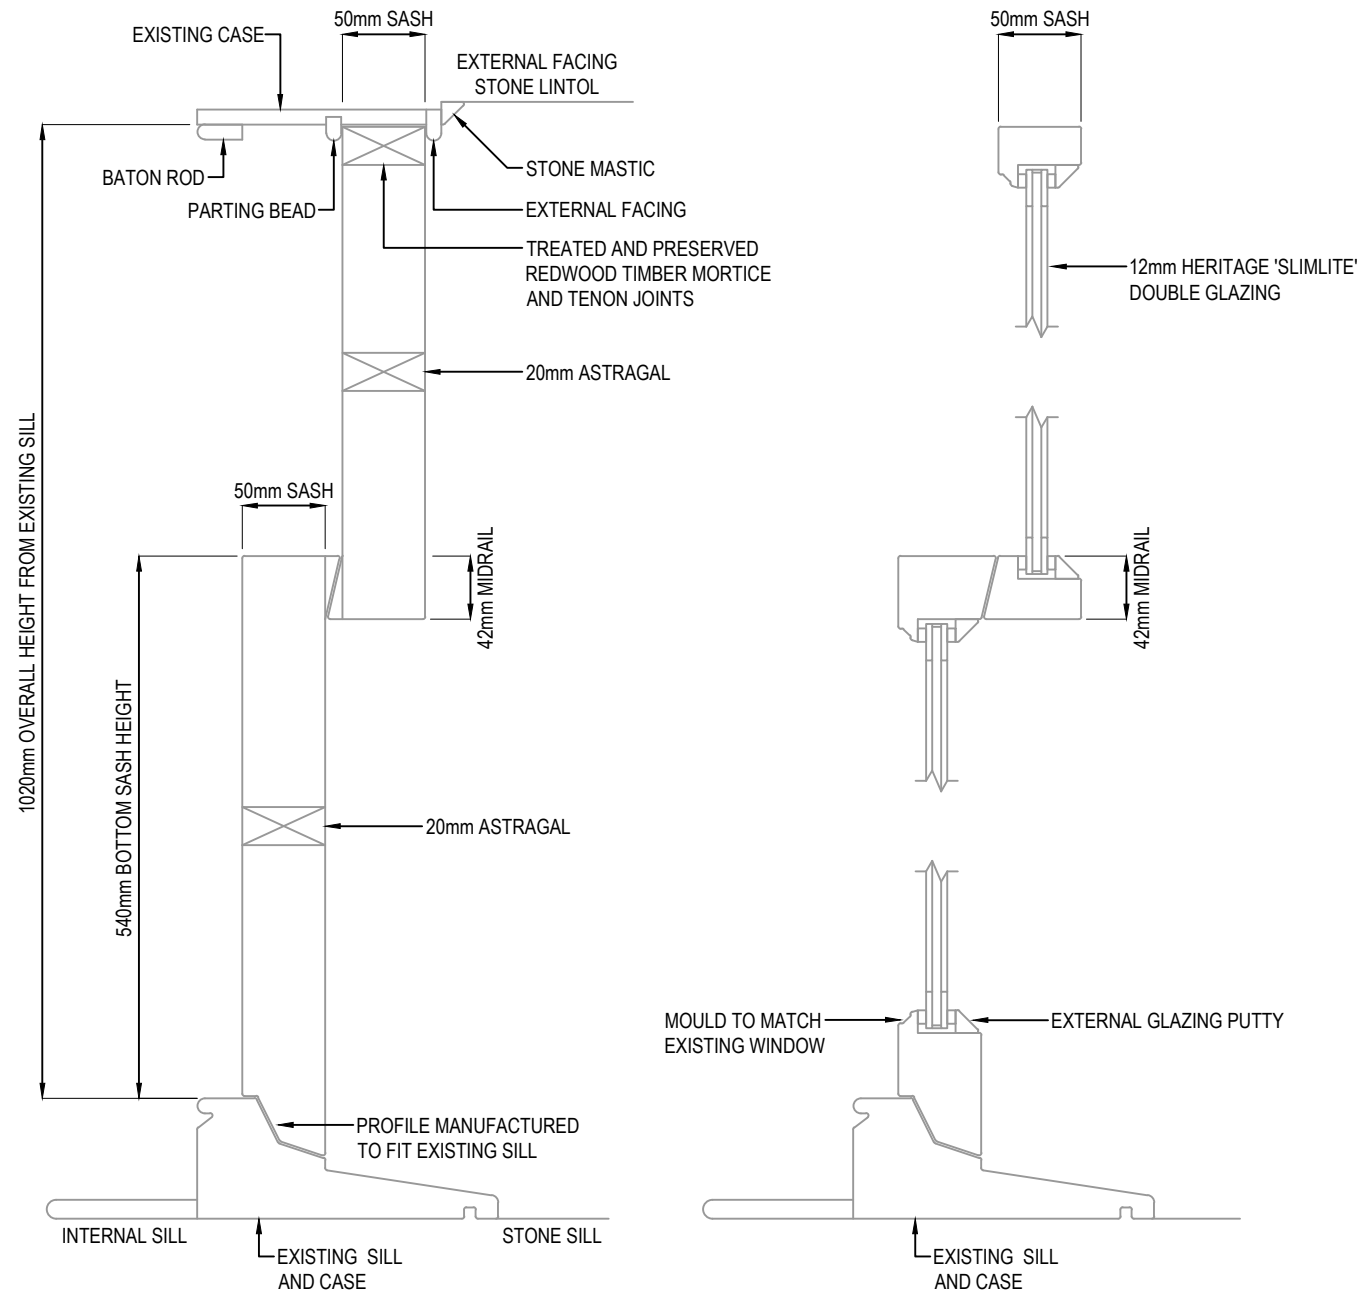 50mm SASH
EXISTING CASE
EXTERNAL FACING
STONE LINTOL
BATON ROD
STONE MASTIC
PARTING BEAD
EXTERNAL FACING
TREATED AND PRESERVED
REDWOOD TIMBER MORTICE
AND TENON JOINTS
20mm ASTRAGAL
1020mm OVERALL HEIGHT FROM EXISTING SILL
50mm SASH
42mm MIDRAIL
540mm BOTTOM SASH HEIGHT
20mm ASTRAGAL
PROFILE MANUFACTURED
TO FIT EXISTING SILL
INTERNAL SILL
STONE SILL
EXISTING SILL
AND CASE
50mm SASH
12mm HERITAGE 'SLIMLITE'
DOUBLE GLAZING
42mm MIDRAIL
MOULD TO MATCH
EXISTING WINDOW
EXTERNAL GLAZING PUTTY
EXISTING SILL
AND CASE